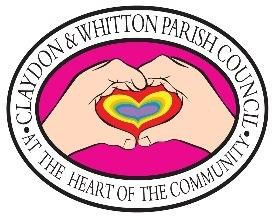 CLAYDON & WHITTON PARISH COUNCIL
• AT THE HEART OF THE COMMUNITY •